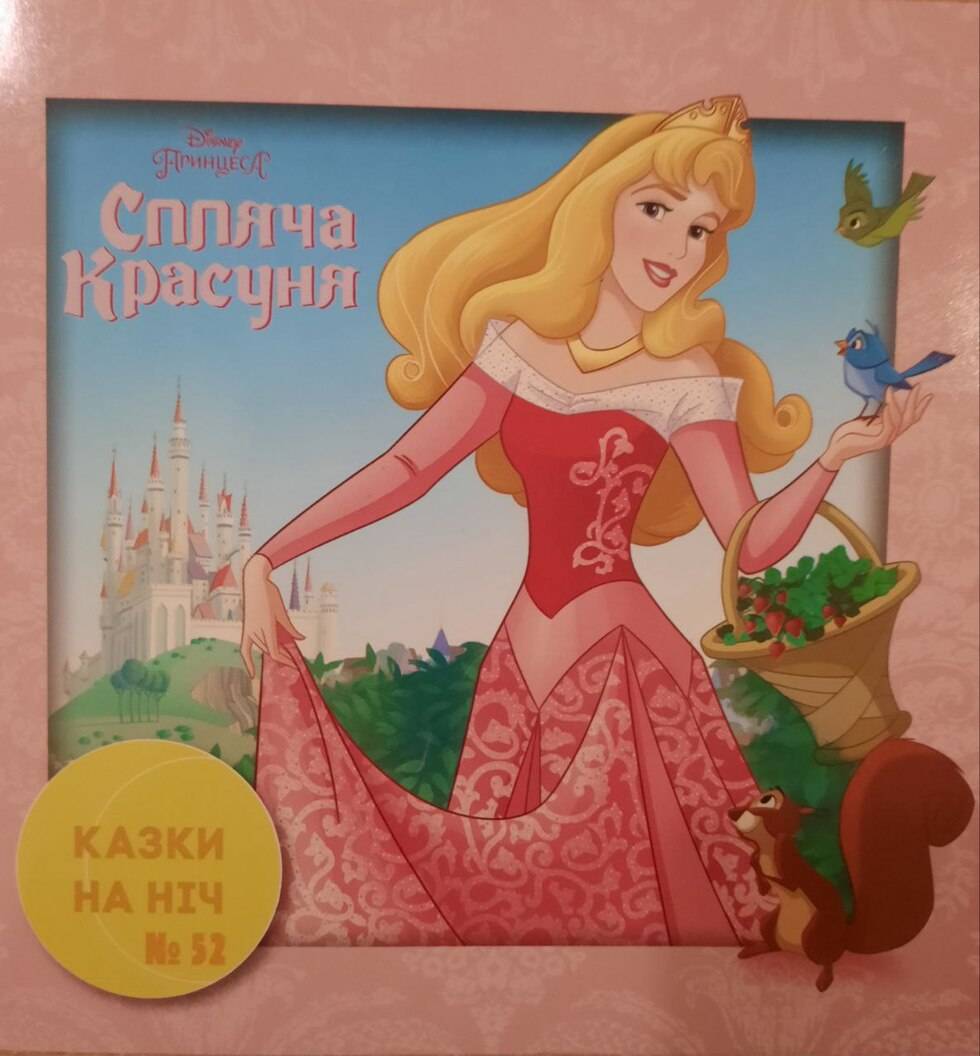 Disney
ПРИНЦЕСА
Спляча
Красуня
КАЗКИ
НА НІЧ
№ 52